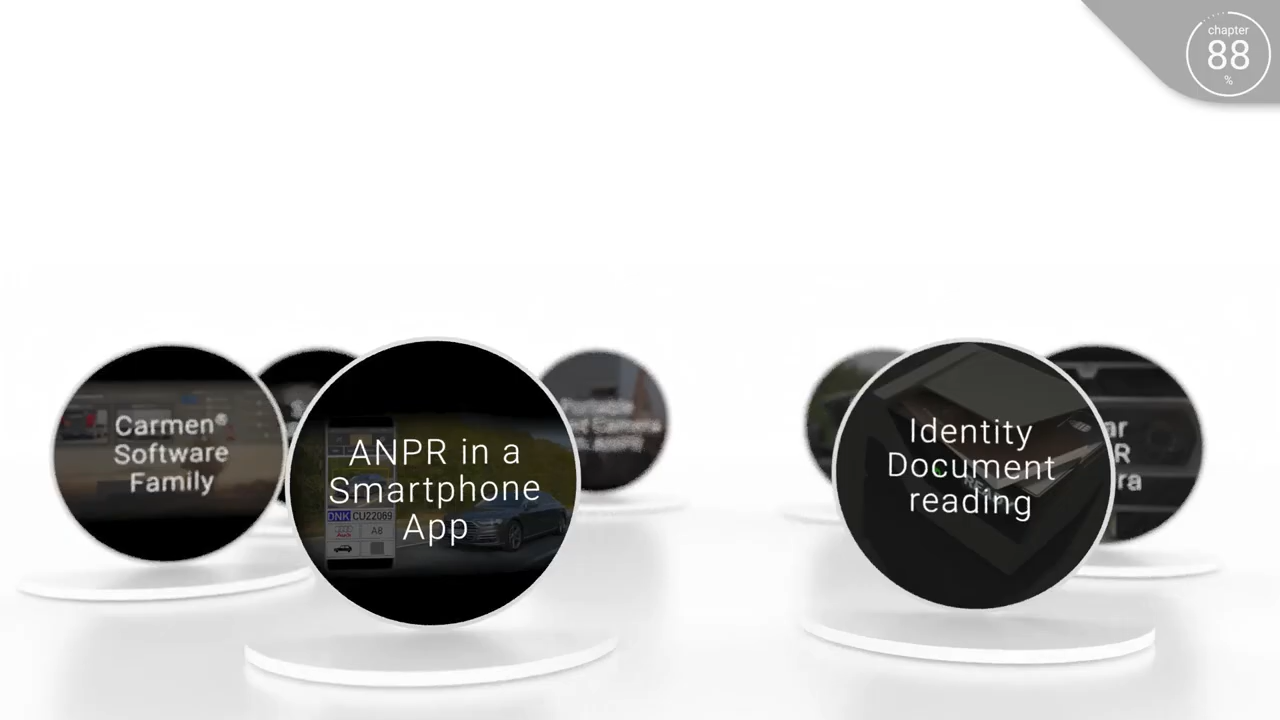 chapter
88
%
Carmen®
Software
Family
ANPR in a
Smartphone
App
DNK CU22069
A8
Identity
Document
reading